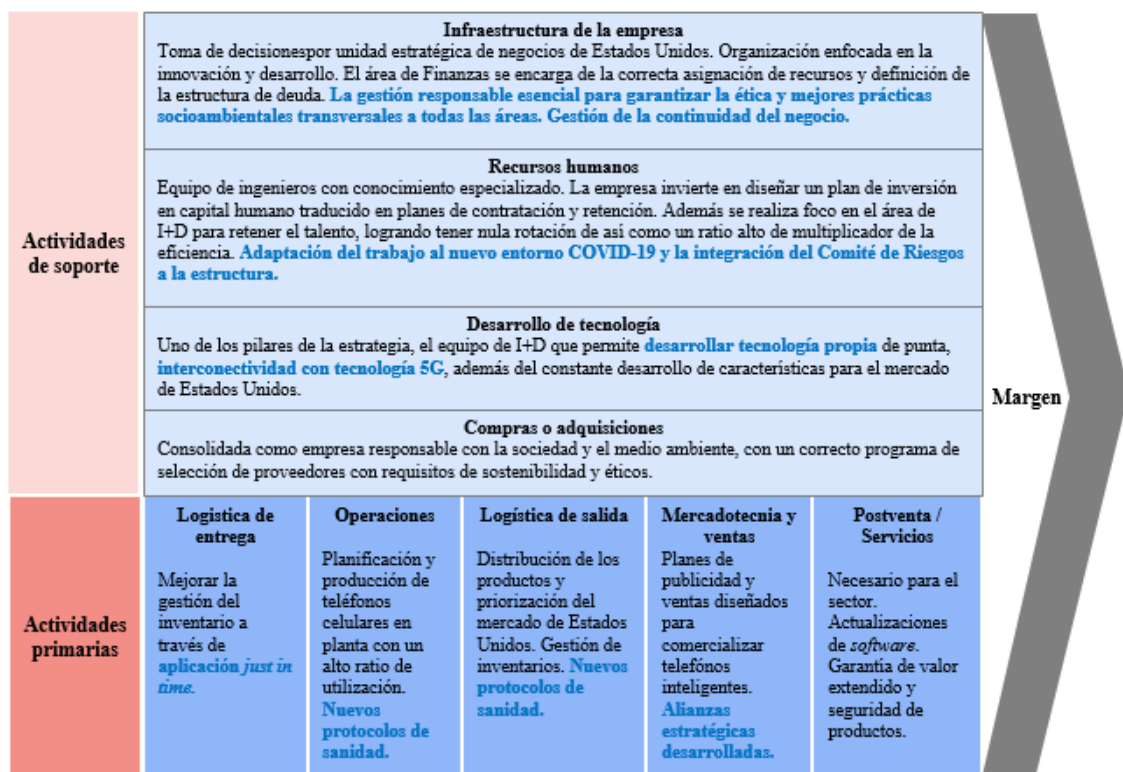 Infraestructura de la empresa
Toma de decisionespor unidad estratégica de negocios de Estados Unidos. Organización enfocada en la
innovación y desarrollo. El área de Finanzas se encarga de la correcta asignación de recursos y definición de
la estructura de deuda. La gestión responsable esencial para garantizar la ética y mejores prácticas
socioambientales transversales a todas las áreas. Gestión de la continuidad del negocio.
Recursos humanos
Equipo de ingenieros con conocimiento especializado. La empresa invierte en diseñar un plan de inversión
en capital humano traducido en planes de contratación y retención. Además se realiza foco en el área de
I+D para retener el talento, logrando tener nula rotación de así como un ratio alto de multiplicador de la
eficiencia. Adaptación del trabajo al nuevo entorno COVID-19 y la integración del Comité de Riesgos
a la estructura.
Actividades
de soporte
Desarrollo de tecnología
Uno de los pilares de la estrategia, el equipo de I+D que permite desarrollar tecnología propia de punta,
interconectividad con tecnología 5G, además del constante desarrollo de características para el mercado
de Estados Unidos.
Compras o adquisiciones
Consolidada como empresa responsable con la sociedad y el medio ambiente, con un correcto programa de
selección de proveedores con requisitos de sostenibilidad y éticos.
Margen
Actividades
primarias
Logística de
entrega
Mejorar la
gestión del
inventario a
través de
aplicación just in
time.
Operaciones
Planificación y
producción de
teléfonos
celulares en
planta con un
alto ratio de
utilización.
Nuevos
protocolos de
sanidad.
Logística de salida
Distribución de los
productos y
priorización del
mercado de Estados
Unidos. Gestión de
inventarios. Nuevos
protocolos de
sanidad.
Mercadotecnia y
ventas
Planes de
publicidad y
ventas diseñados
para
comercializar
telefónos
inteligentes.
Alianzas
estratégicas
desarrolladas.
Postventa /
Servicios
Necesario para el
sector.
Actualizaciones
de software.
Garantía de valor
extendido y
seguridad de
productos.